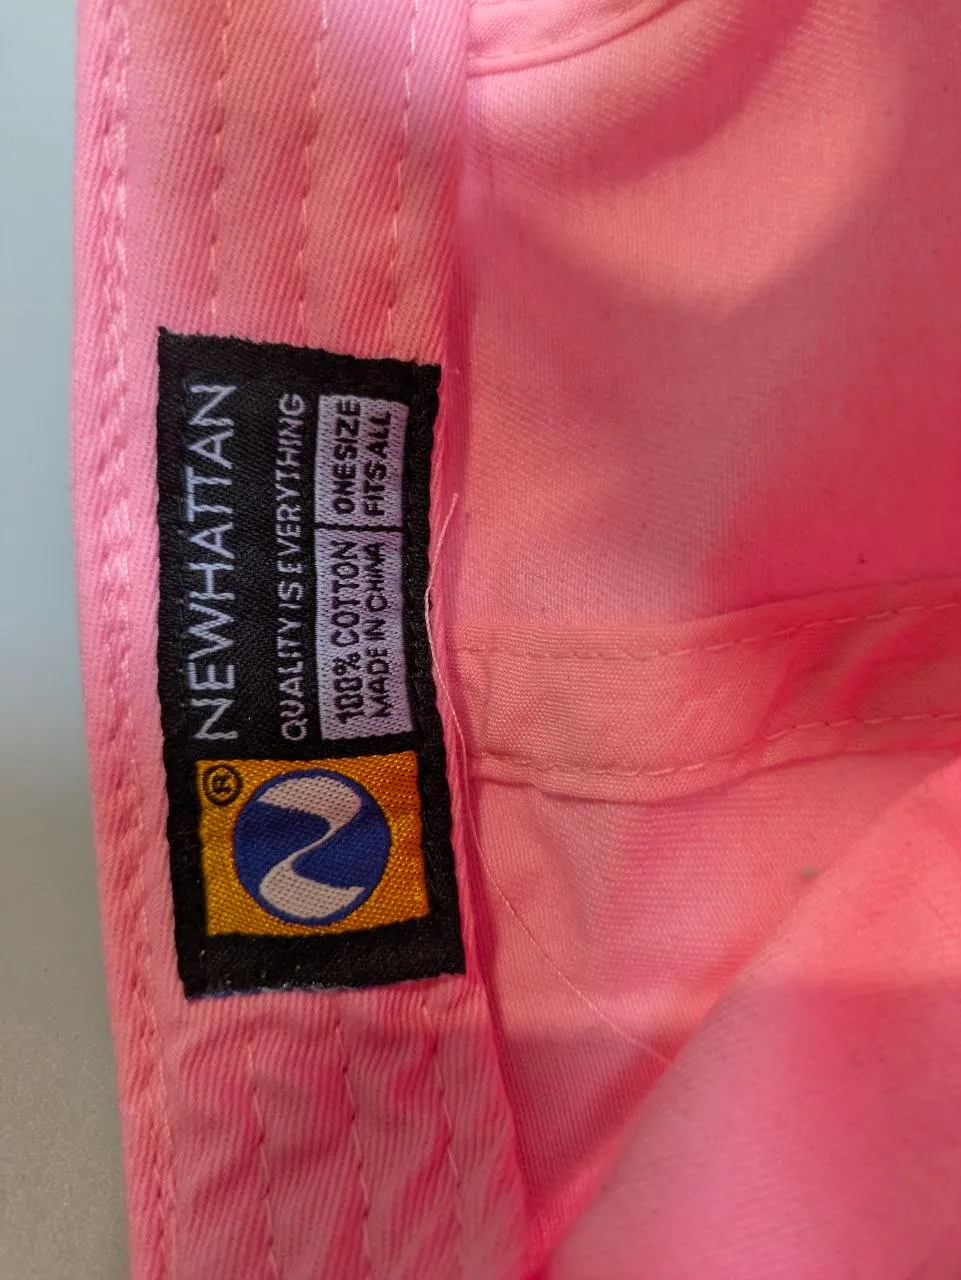 NEWHATTAN
QUALITY IS EVERYTHING
100% COTTON
MADE IN CHINA
ONE SIZE
FITS ALL
®